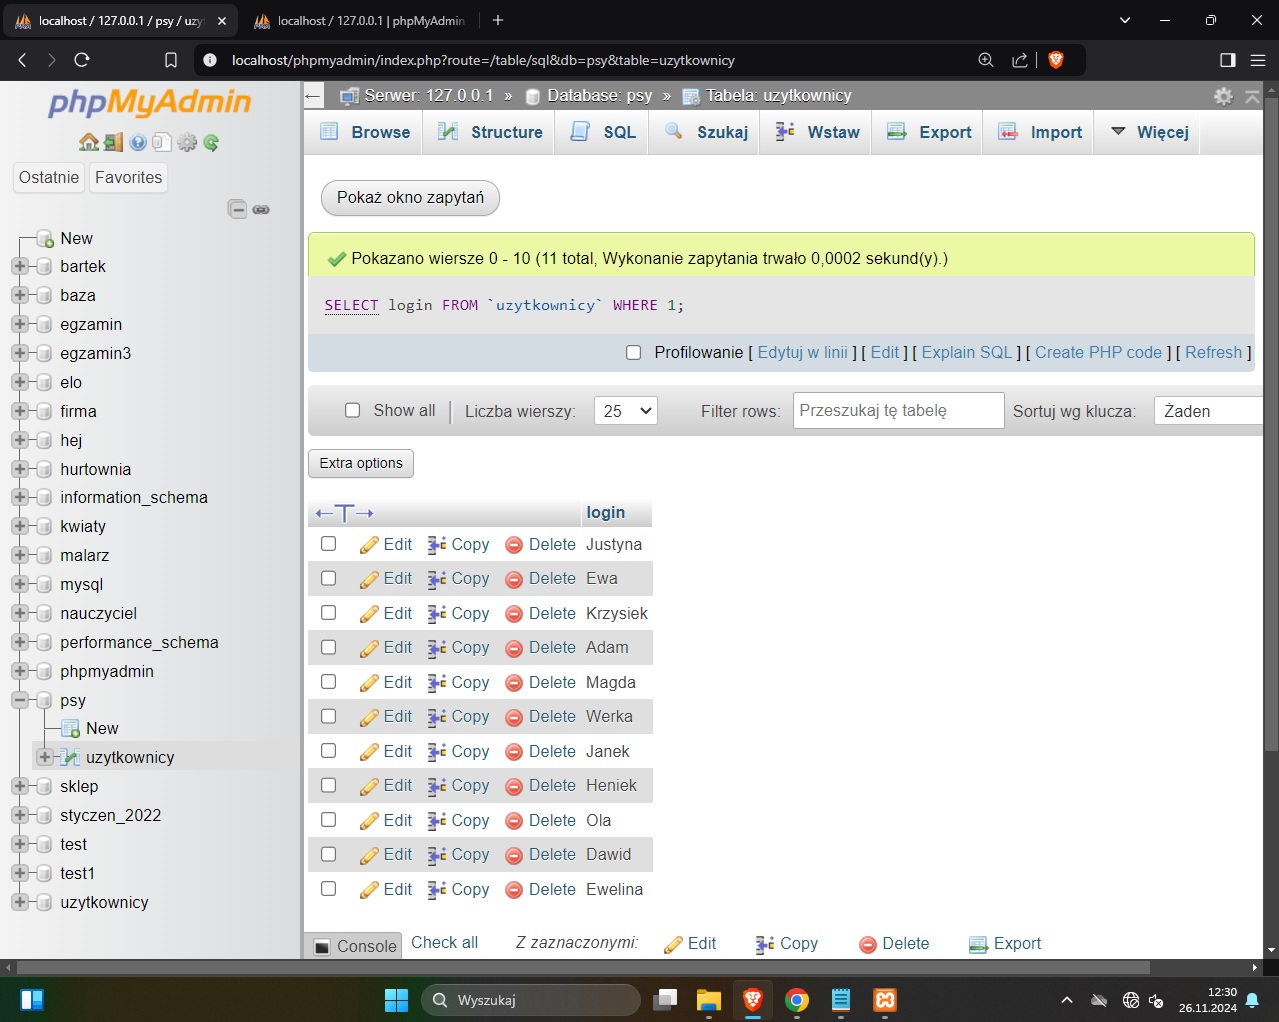 localhost / 127.0.0.1 / psy / uzyt
localhost / 127.0.0.1 | phpMyAdmin
localhost/phpmyadmin/index.php?route=/table/sql&db=psy&table=uzytkownicy
phpMyAdmin
Ostatnie Favorites
New
bartek
baza
egzamin
egzamin3
elo
firma
hej
hurtownia
information_schema
kwiaty
malarz
mysql
nauczyciel
performance_schema
phpmyadmin
psy
New
uzytkownicy
sklep
styczen_2022
test
test1
uzytkownicy
Serwer: 127.0.0.1 » Database: psy » Tabela: uzytkownicy
Browse Structure SQL Szukaj Wstaw Export Import Więcej
Pokaż okno zapytań
Pokazano wiersze 0 - 10 (11 total, Wykonanie zapytania trwało 0,0002 sekund(y).)
SELECT login FROM `uzytkownicy` WHERE 1;
Profilowanie [ Edytuj w linii ] [ Edit ] [ Explain SQL ] [ Create PHP code ] [ Refresh ]
Show all | Liczba wierszy: 25 Filter rows: Przeszukaj tę tabelę Sortuj wg klucza: Żaden
Extra options
←T→ login
Edit Copy Delete Justyna
Edit Copy Delete Ewa
Edit Copy Delete Krzysiek
Edit Copy Delete Adam
Edit Copy Delete Magda
Edit Copy Delete Werka
Edit Copy Delete Janek
Edit Copy Delete Heniek
Edit Copy Delete Ola
Edit Copy Delete Dawid
Edit Copy Delete Ewelina
Console Check all Z zaznaczonymi: Edit Copy Delete Export
Wyszukaj
12:30
26.11.2024